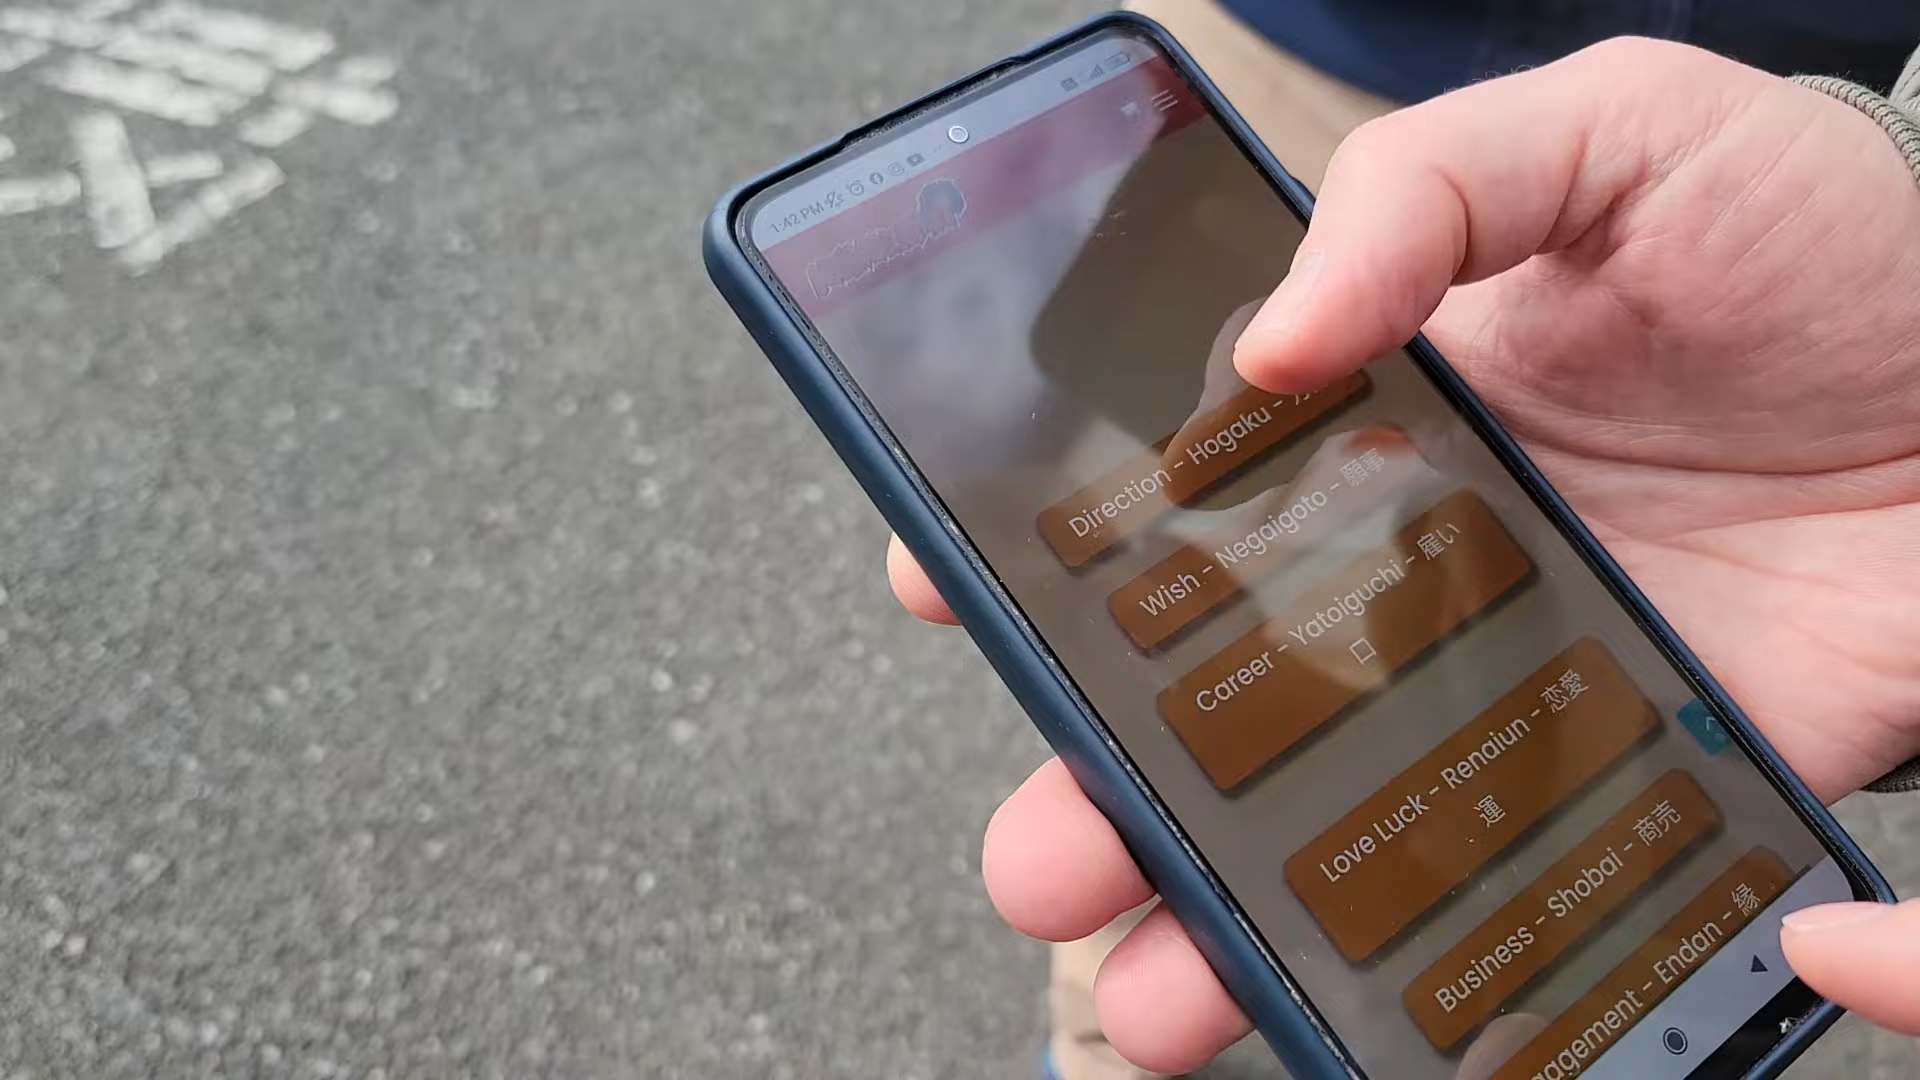 1:42 PM
Direction - Hogaku -
Wish - Negaigoto - 願事
Career - Yatoiguchi - 雇い
口
Love Luck - Renaiun - 恋愛
運
Business - Shobai - 商売
agement - Endan - 縁